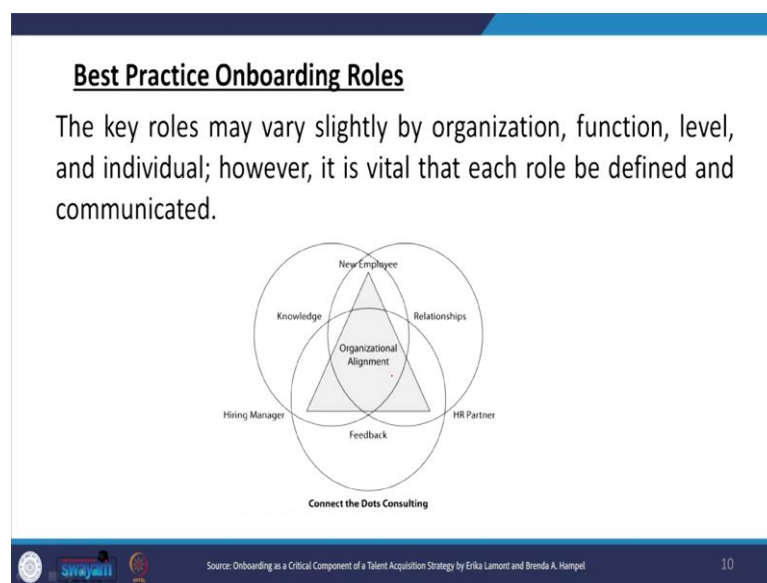 Best Practice Onboarding Roles
The key roles may vary slightly by organization, function, level,
and individual; however, it is vital that each role be defined and
communicated.
New Employee
Knowledge
Relationships
Organizational
Alignment
Hiring Manager
HR Partner
Feedback
Connect the Dots Consulting
swayam
Source: Onboarding as a Critical Component of a Talent Acquisition Strategy by Erika Lamont and Brenda A. Hampel
10